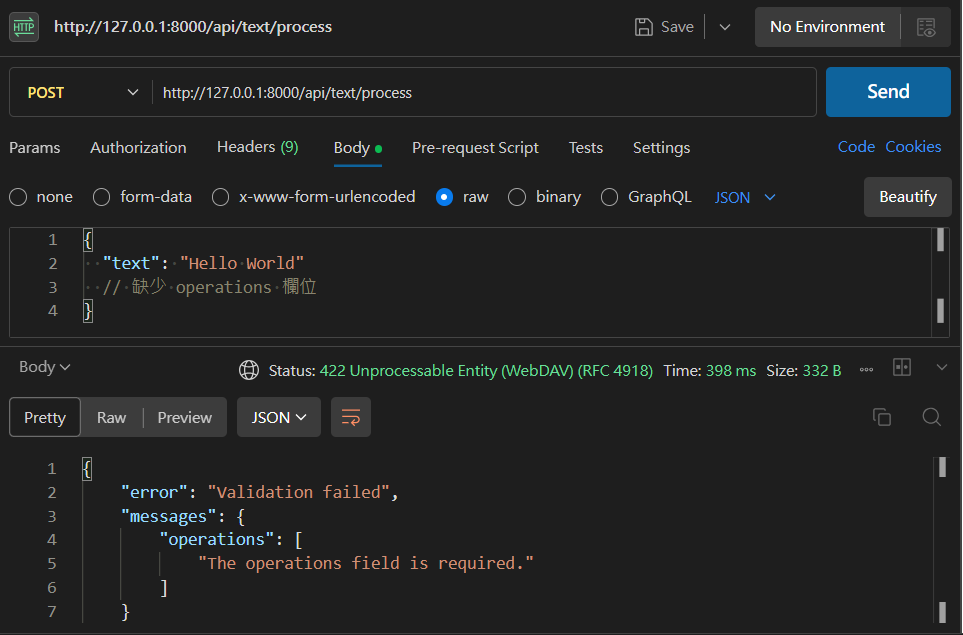 HTTP http://127.0.0.1:8000/api/text/process Save No Environment
POST http://127.0.0.1:8000/api/text/process Send
Params Authorization Headers (9) Body Pre-request Script Tests Settings Code Cookies
none form-data x-www-form-urlencoded raw binary GraphQL JSON Beautify
1 {
2 "text": "Hello World"
3 // 缺少 operations 欄位
4 }
Body Status: 422 Unprocessable Entity (WebDAV) (RFC 4918) Time: 398 ms Size: 332 B
Pretty Raw Preview JSON
1 {
2 "error": "Validation failed",
3 "messages": {
4 "operations": [
5 "The operations field is required."
6 ]
7 }